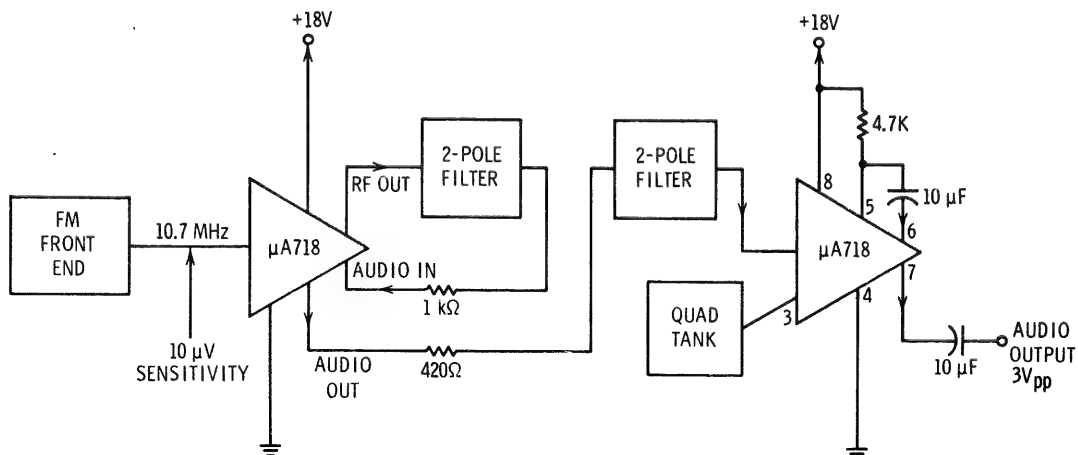 +18V
+18V
4.7K
2-POLE
FILTER
2-POLE
FILTER
RF OUT
8
5
10 µF
6
FM
FRONT
END
10.7 MHz
µA718
µA718
7
AUDIO IN
1 kΩ
3
4
QUAD
TANK
10 µV
SENSITIVITY
AUDIO
OUT
420Ω
10 µF
AUDIO
OUTPUT
3Vpp